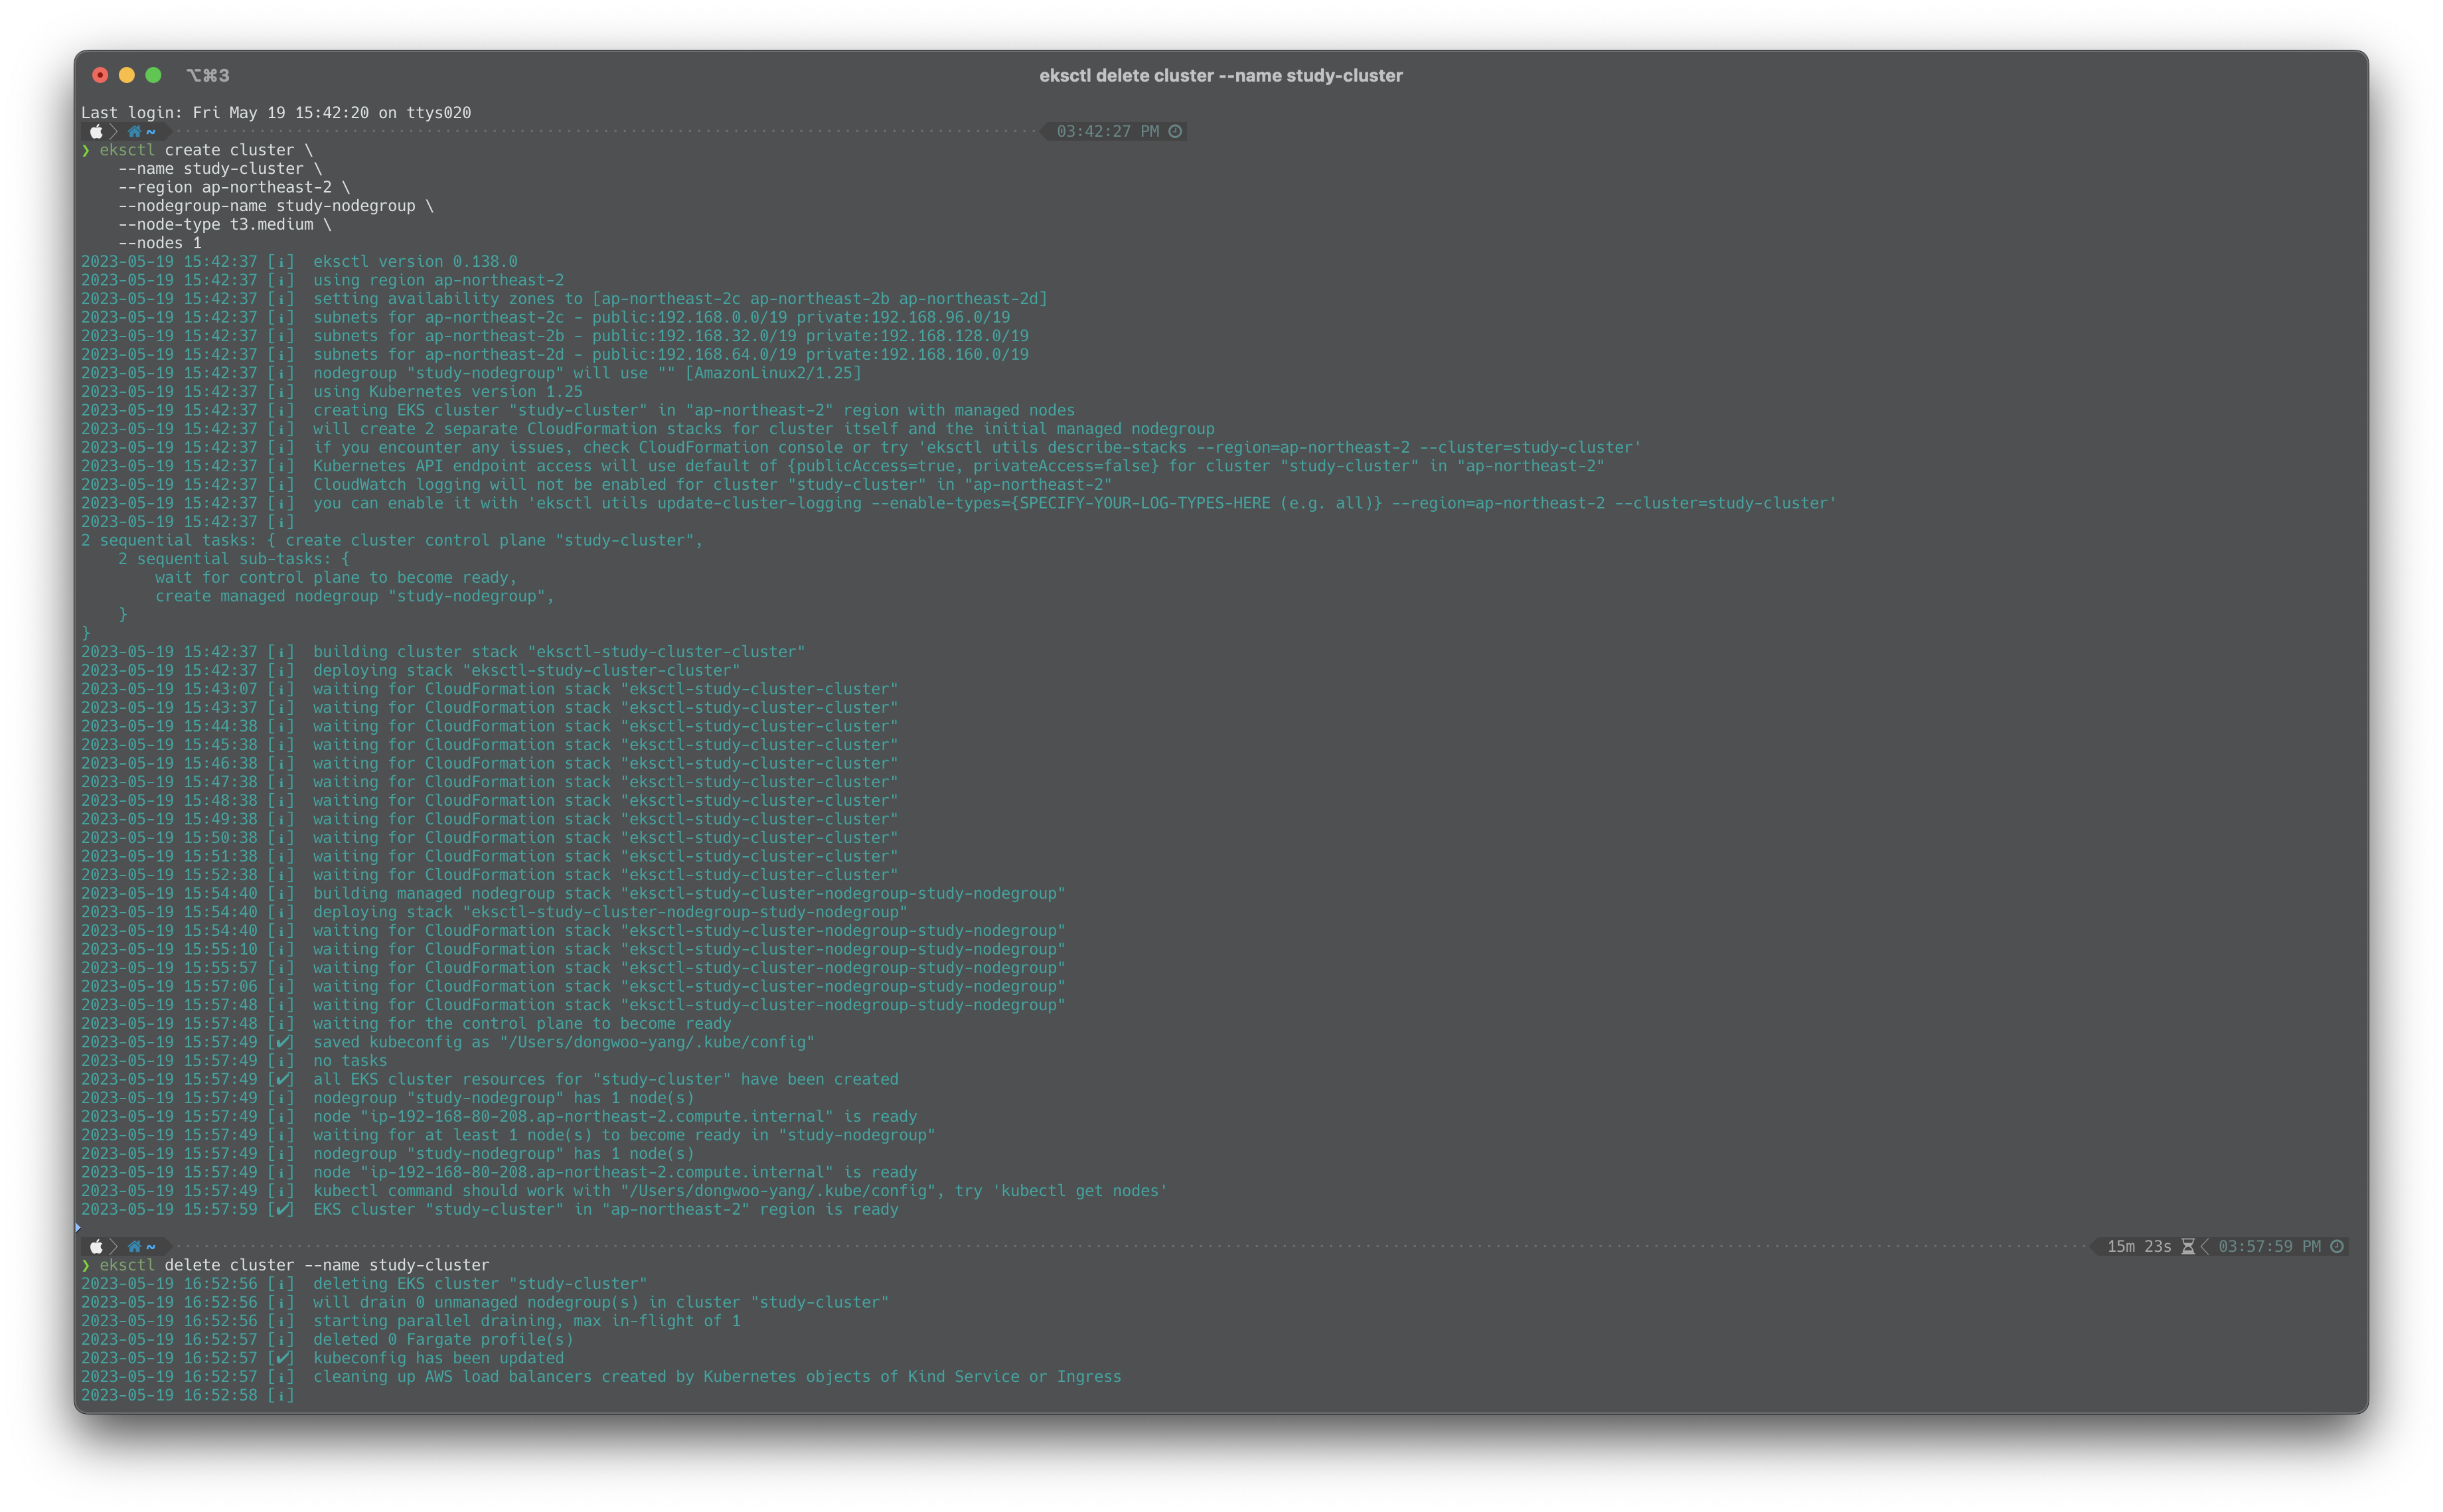 ⌥⌘3
eksctl delete cluster --name study-cluster
Last login: Fri May 19 15:42:20 on ttys020
~ 03:42:27 PM
❯ eksctl create cluster \
    --name study-cluster \
    --region ap-northeast-2 \
    --nodegroup-name study-nodegroup \
    --node-type t3.medium \
    --nodes 1
2023-05-19 15:42:37 [ℹ]  eksctl version 0.138.0
2023-05-19 15:42:37 [ℹ]  using region ap-northeast-2
2023-05-19 15:42:37 [ℹ]  setting availability zones to [ap-northeast-2c ap-northeast-2b ap-northeast-2d]
2023-05-19 15:42:37 [ℹ]  subnets for ap-northeast-2c - public:192.168.0.0/19 private:192.168.96.0/19
2023-05-19 15:42:37 [ℹ]  subnets for ap-northeast-2b - public:192.168.32.0/19 private:192.168.128.0/19
2023-05-19 15:42:37 [ℹ]  subnets for ap-northeast-2d - public:192.168.64.0/19 private:192.168.160.0/19
2023-05-19 15:42:37 [ℹ]  nodegroup "study-nodegroup" will use "" [AmazonLinux2/1.25]
2023-05-19 15:42:37 [ℹ]  using Kubernetes version 1.25
2023-05-19 15:42:37 [ℹ]  creating EKS cluster "study-cluster" in "ap-northeast-2" region with managed nodes
2023-05-19 15:42:37 [ℹ]  will create 2 separate CloudFormation stacks for cluster itself and the initial managed nodegroup
2023-05-19 15:42:37 [ℹ]  if you encounter any issues, check CloudFormation console or try 'eksctl utils describe-stacks --region=ap-northeast-2 --cluster=study-cluster'
2023-05-19 15:42:37 [ℹ]  Kubernetes API endpoint access will use default of {publicAccess=true, privateAccess=false} for cluster "study-cluster" in "ap-northeast-2"
2023-05-19 15:42:37 [ℹ]  CloudWatch logging will not be enabled for cluster "study-cluster" in "ap-northeast-2"
2023-05-19 15:42:37 [ℹ]  you can enable it with 'eksctl utils update-cluster-logging --enable-types={SPECIFY-YOUR-LOG-TYPES-HERE (e.g. all)} --region=ap-northeast-2 --cluster=study-cluster'
2023-05-19 15:42:37 [ℹ]
2 sequential tasks: { create cluster control plane "study-cluster",
    2 sequential sub-tasks: {
        wait for control plane to become ready,
        create managed nodegroup "study-nodegroup",
    }
}
2023-05-19 15:42:37 [ℹ]  building cluster stack "eksctl-study-cluster-cluster"
2023-05-19 15:42:37 [ℹ]  deploying stack "eksctl-study-cluster-cluster"
2023-05-19 15:43:07 [ℹ]  waiting for CloudFormation stack "eksctl-study-cluster-cluster"
2023-05-19 15:43:37 [ℹ]  waiting for CloudFormation stack "eksctl-study-cluster-cluster"
2023-05-19 15:44:38 [ℹ]  waiting for CloudFormation stack "eksctl-study-cluster-cluster"
2023-05-19 15:45:38 [ℹ]  waiting for CloudFormation stack "eksctl-study-cluster-cluster"
2023-05-19 15:46:38 [ℹ]  waiting for CloudFormation stack "eksctl-study-cluster-cluster"
2023-05-19 15:47:38 [ℹ]  waiting for CloudFormation stack "eksctl-study-cluster-cluster"
2023-05-19 15:48:38 [ℹ]  waiting for CloudFormation stack "eksctl-study-cluster-cluster"
2023-05-19 15:49:38 [ℹ]  waiting for CloudFormation stack "eksctl-study-cluster-cluster"
2023-05-19 15:50:38 [ℹ]  waiting for CloudFormation stack "eksctl-study-cluster-cluster"
2023-05-19 15:51:38 [ℹ]  waiting for CloudFormation stack "eksctl-study-cluster-cluster"
2023-05-19 15:52:38 [ℹ]  waiting for CloudFormation stack "eksctl-study-cluster-cluster"
2023-05-19 15:54:40 [ℹ]  building managed nodegroup stack "eksctl-study-cluster-nodegroup-study-nodegroup"
2023-05-19 15:54:40 [ℹ]  deploying stack "eksctl-study-cluster-nodegroup-study-nodegroup"
2023-05-19 15:54:40 [ℹ]  waiting for CloudFormation stack "eksctl-study-cluster-nodegroup-study-nodegroup"
2023-05-19 15:55:10 [ℹ]  waiting for CloudFormation stack "eksctl-study-cluster-nodegroup-study-nodegroup"
2023-05-19 15:55:57 [ℹ]  waiting for CloudFormation stack "eksctl-study-cluster-nodegroup-study-nodegroup"
2023-05-19 15:57:06 [ℹ]  waiting for CloudFormation stack "eksctl-study-cluster-nodegroup-study-nodegroup"
2023-05-19 15:57:48 [ℹ]  waiting for CloudFormation stack "eksctl-study-cluster-nodegroup-study-nodegroup"
2023-05-19 15:57:48 [ℹ]  waiting for the control plane to become ready
2023-05-19 15:57:49 [✔]  saved kubeconfig as "/Users/dongwoo-yang/.kube/config"
2023-05-19 15:57:49 [ℹ]  no tasks
2023-05-19 15:57:49 [✔]  all EKS cluster resources for "study-cluster" have been created
2023-05-19 15:57:49 [ℹ]  nodegroup "study-nodegroup" has 1 node(s)
2023-05-19 15:57:49 [ℹ]  node "ip-192-168-80-208.ap-northeast-2.compute.internal" is ready
2023-05-19 15:57:49 [ℹ]  waiting for at least 1 node(s) to become ready in "study-nodegroup"
2023-05-19 15:57:49 [ℹ]  nodegroup "study-nodegroup" has 1 node(s)
2023-05-19 15:57:49 [ℹ]  node "ip-192-168-80-208.ap-northeast-2.compute.internal" is ready
2023-05-19 15:57:49 [ℹ]  kubectl command should work with "/Users/dongwoo-yang/.kube/config", try 'kubectl get nodes'
2023-05-19 15:57:59 [✔]  EKS cluster "study-cluster" in "ap-northeast-2" region is ready
~ 15m 23s 03:57:59 PM
❯ eksctl delete cluster --name study-cluster
2023-05-19 16:52:56 [ℹ]  deleting EKS cluster "study-cluster"
2023-05-19 16:52:56 [ℹ]  will drain 0 unmanaged nodegroup(s) in cluster "study-cluster"
2023-05-19 16:52:56 [ℹ]  starting parallel draining, max in-flight of 1
2023-05-19 16:52:57 [ℹ]  deleted 0 Fargate profile(s)
2023-05-19 16:52:57 [✔]  kubeconfig has been updated
2023-05-19 16:52:57 [ℹ]  cleaning up AWS load balancers created by Kubernetes objects of Kind Service or Ingress
2023-05-19 16:52:58 [ℹ]